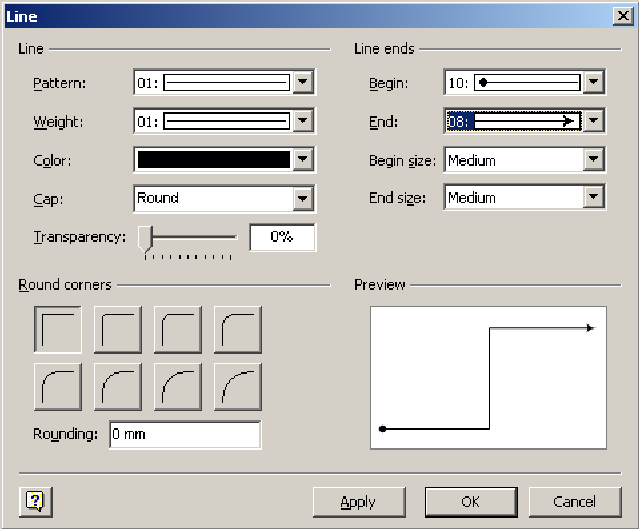 Line
Line
Pattern: 01:
Weight: 01:
Color:
Cap: Round
Transparency: 0%
Line ends
Begin: 10:
End: 08:
Begin size: Medium
End size: Medium
Round corners
Rounding: 0 mm
Preview
?
Apply OK Cancel